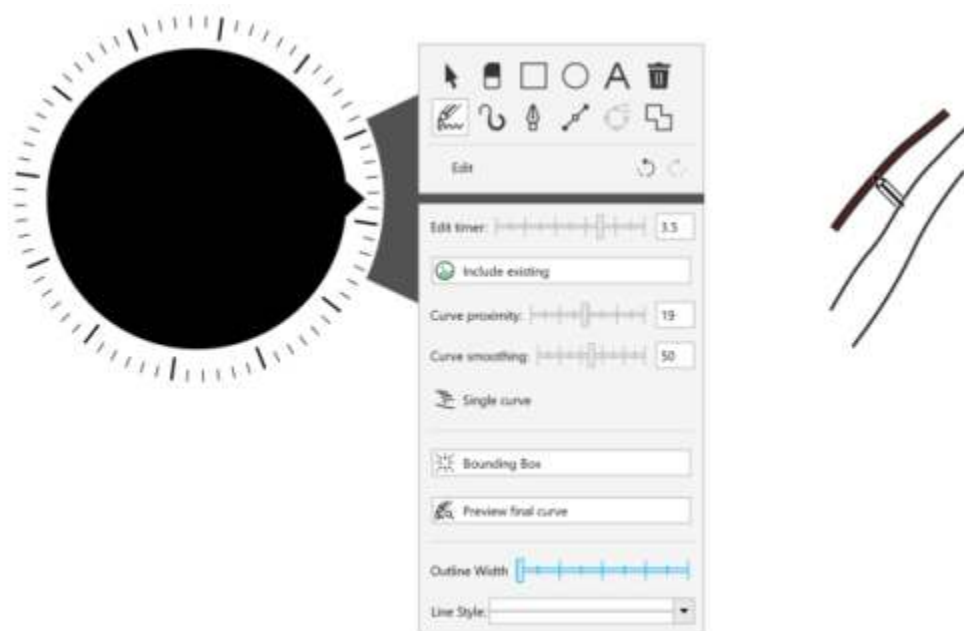 A
Edit
Edit timer: 3.5
Include existing
Curve proximity: 19
Curve smoothing: 50
Single curve
Bounding Box
Preview final curve
Outline Width
Line Style: